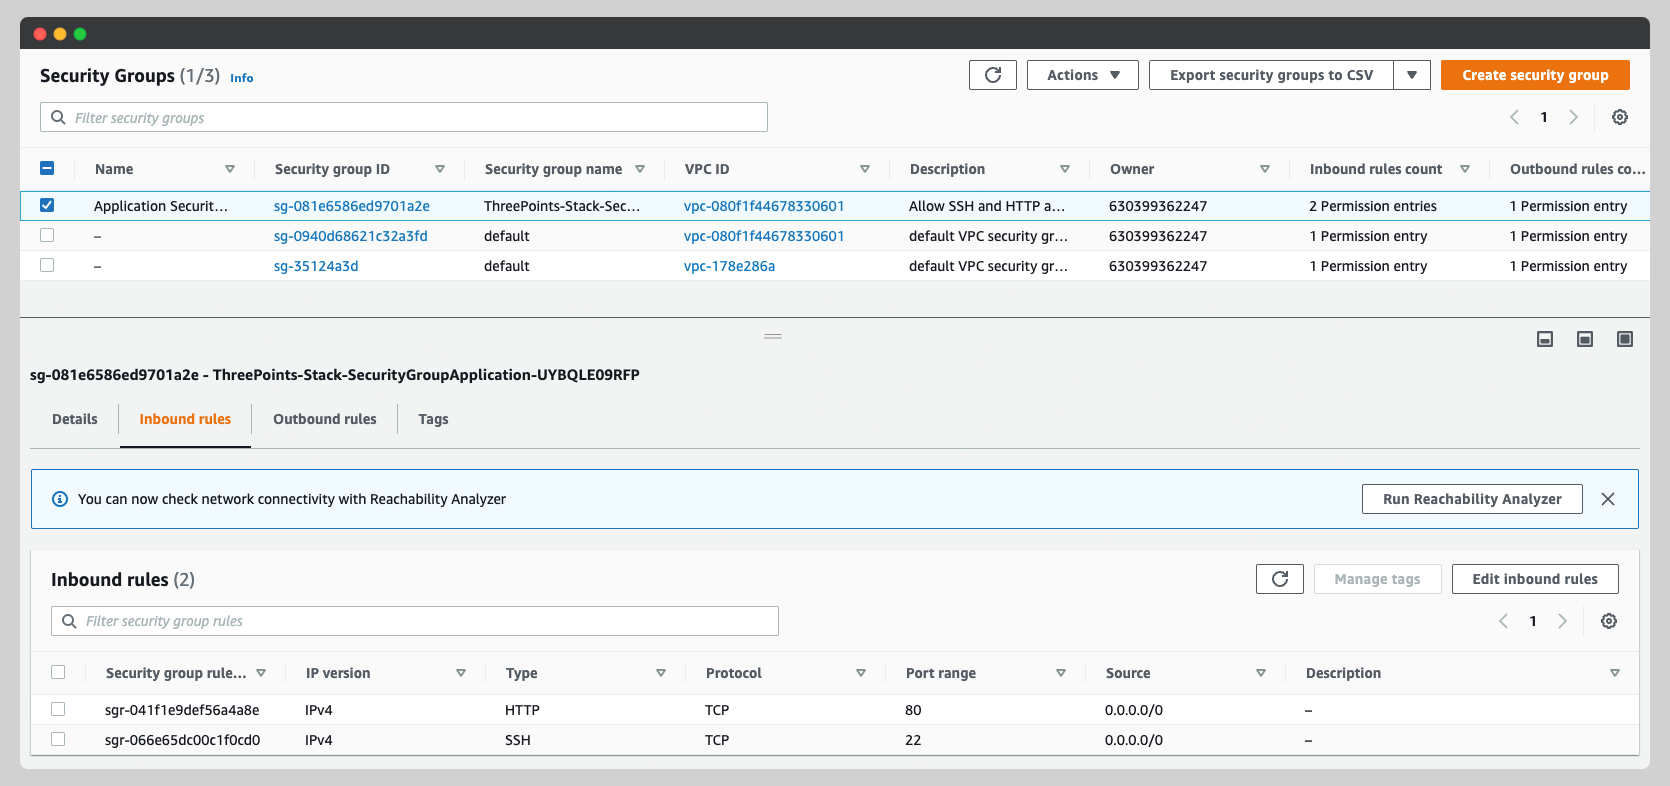 Security Groups (1/3) Info
Actions
Export security groups to CSV
Create security group
Filter security groups
1
Name Security group ID Security group name VPC ID Description Owner Inbound rules count Outbound rules co...
Application Securit... sg-081e6586ed9701a2e ThreePoints-Stack-Sec... vpc-080f1f44678330601 Allow SSH and HTTP a... 630399362247 2 Permission entries 1 Permission entry
– sg-0940d68621c32a3fd default vpc-080f1f44678330601 default VPC security gr... 630399362247 1 Permission entry 1 Permission entry
– sg-35124a3d default vpc-178e286a default VPC security gr... 630399362247 1 Permission entry 1 Permission entry
sg-081e6586ed9701a2e - ThreePoints-Stack-SecurityGroupApplication-UYBQLE09RFP
Details Inbound rules Outbound rules Tags
You can now check network connectivity with Reachability Analyzer
Run Reachability Analyzer
Inbound rules (2)
Manage tags
Edit inbound rules
Filter security group rules
1
Security group rule... IP version Type Protocol Port range Source Description
sgr-041f1e9def56a4a8e IPv4 HTTP TCP 80 0.0.0.0/0 –
sgr-066e65dc00c1f0cd0 IPv4 SSH TCP 22 0.0.0.0/0 –